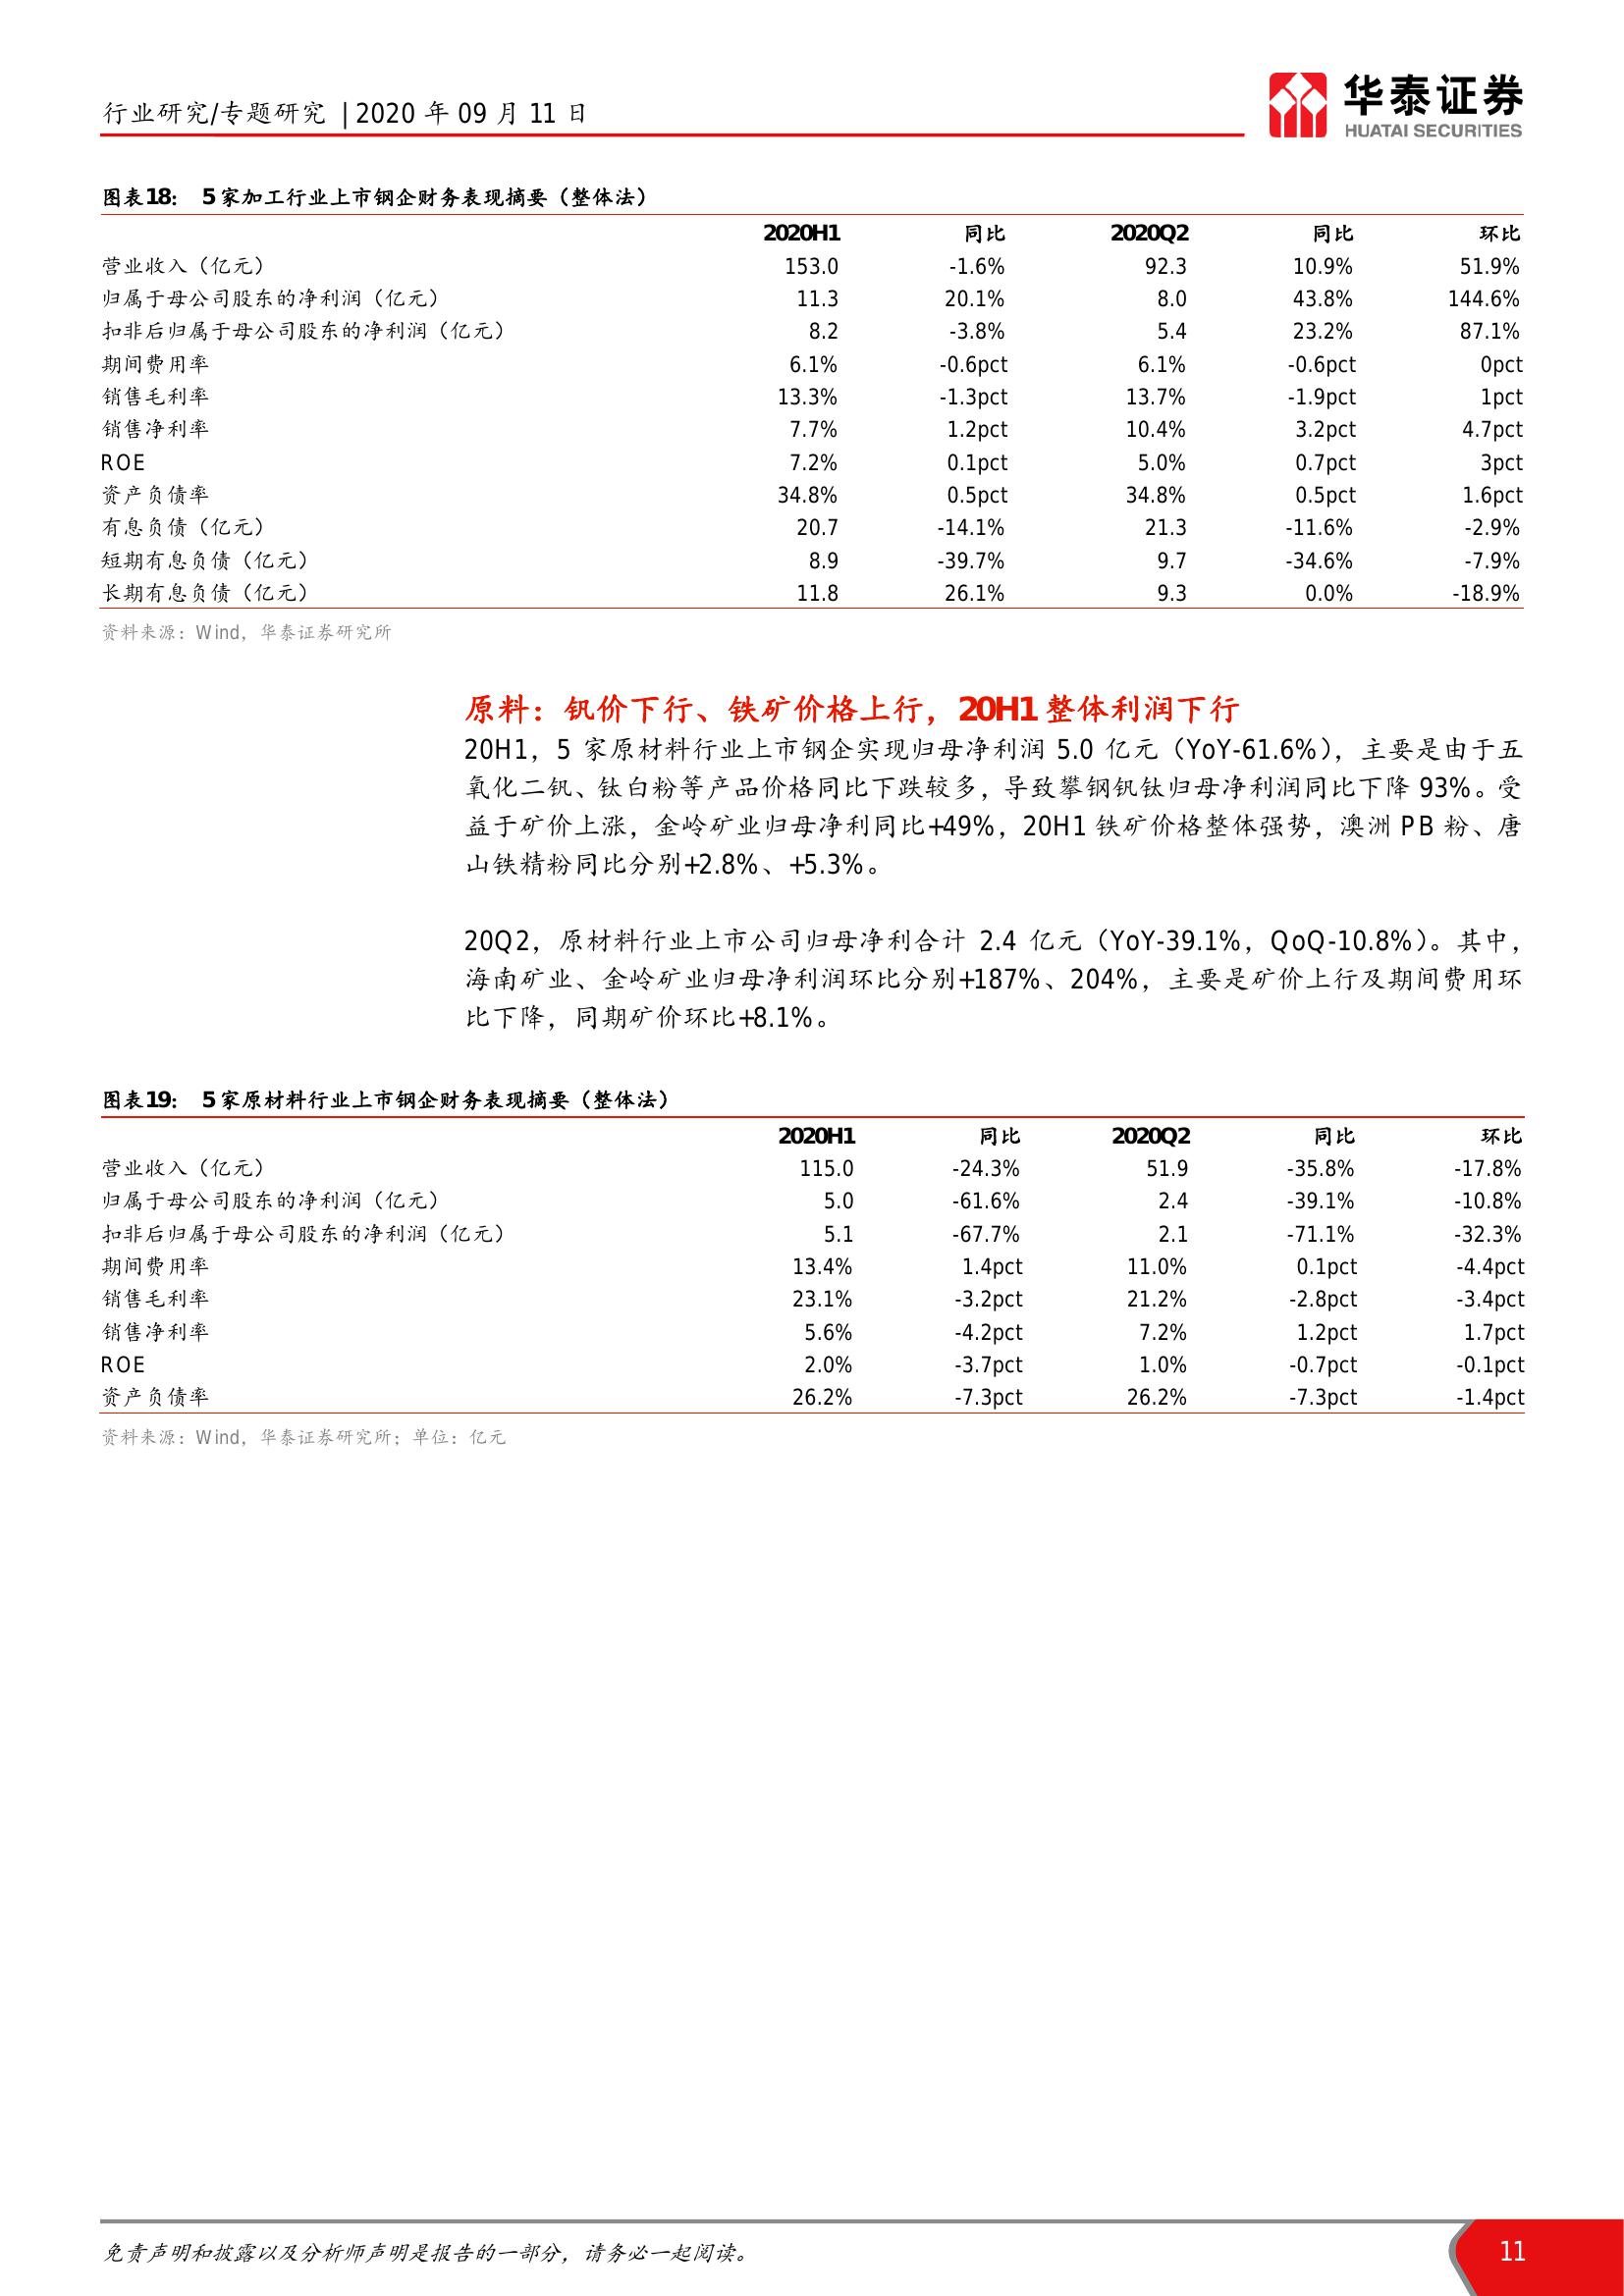 行业研究/专题研究 | 2020 年 09 月 11 日
华泰证券
HUATAI SECURITIES
图表18： 5 家加工行业上市钢企财务表现摘要（整体法）
2020H1 同比 2020Q2 同比 环比
营业收入（亿元） 153.0 -1.6% 92.3 10.9% 51.9%
归属于母公司股东的净利润（亿元） 11.3 20.1% 8.0 43.8% 144.6%
扣非后归属于母公司股东的净利润（亿元） 8.2 -3.8% 5.4 23.2% 87.1%
期间费用率 6.1% -0.6pct 6.1% -0.6pct 0pct
销售毛利率 13.3% -1.3pct 13.7% -1.9pct 1pct
销售净利率 7.7% 1.2pct 10.4% 3.2pct 4.7pct
ROE 7.2% 0.1pct 5.0% 0.7pct 3pct
资产负债率 34.8% 0.5pct 34.8% 0.5pct 1.6pct
有息负债（亿元） 20.7 -14.1% 21.3 -11.6% -2.9%
短期有息负债（亿元） 8.9 -39.7% 9.7 -34.6% -7.9%
长期有息负债（亿元） 11.8 26.1% 9.3 0.0% -18.9%
资料来源：Wind，华泰证券研究所
原料：钒价下行、铁矿价格上行，20H1 整体利润下行
20H1，5 家原材料行业上市钢企实现归母净利润 5.0 亿元（YoY-61.6%），主要是由于五
氧化二钒、钛白粉等产品价格同比下跌较多，导致攀钢钒钛归母净利润同比下降 93%。受
益于矿价上涨，金岭矿业归母净利同比+49%，20H1 铁矿价格整体强势，澳洲 PB 粉、唐
山铁精粉同比分别+2.8%、+5.3%。
20Q2，原材料行业上市公司归母净利合计 2.4 亿元（YoY-39.1%，QoQ-10.8%）。其中，
海南矿业、金岭矿业归母净利润环比分别+187%、204%，主要是矿价上行及期间费用环
比下降，同期矿价环比+8.1%。
图表19： 5 家原材料行业上市钢企财务表现摘要（整体法）
2020H1 同比 2020Q2 同比 环比
营业收入（亿元） 115.0 -24.3% 51.9 -35.8% -17.8%
归属于母公司股东的净利润（亿元） 5.0 -61.6% 2.4 -39.1% -10.8%
扣非后归属于母公司股东的净利润（亿元） 5.1 -67.7% 2.1 -71.1% -32.3%
期间费用率 13.4% 1.4pct 11.0% 0.1pct -4.4pct
销售毛利率 23.1% -3.2pct 21.2% -2.8pct -3.4pct
销售净利率 5.6% -4.2pct 7.2% 1.2pct 1.7pct
ROE 2.0% -3.7pct 1.0% -0.7pct -0.1pct
资产负债率 26.2% -7.3pct 26.2% -7.3pct -1.4pct
资料来源：Wind，华泰证券研究所；单位：亿元
免责声明和披露以及分析师声明是报告的一部分，请务必一起阅读。
11